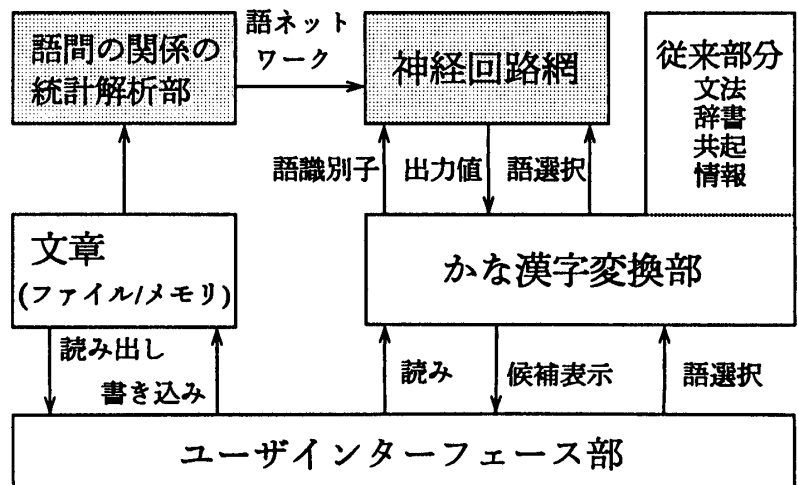 語間の関係の
統計解析部
語ネット
ワーク
神経回路網
従来部分
文法
辞書
共起
情報
語識別子
出力値
語選択
文章
(ファイル/メモリ)
かな漢字変換部
読み出し
書き込み
読み
候補表示
語選択
ユーザインターフェース部